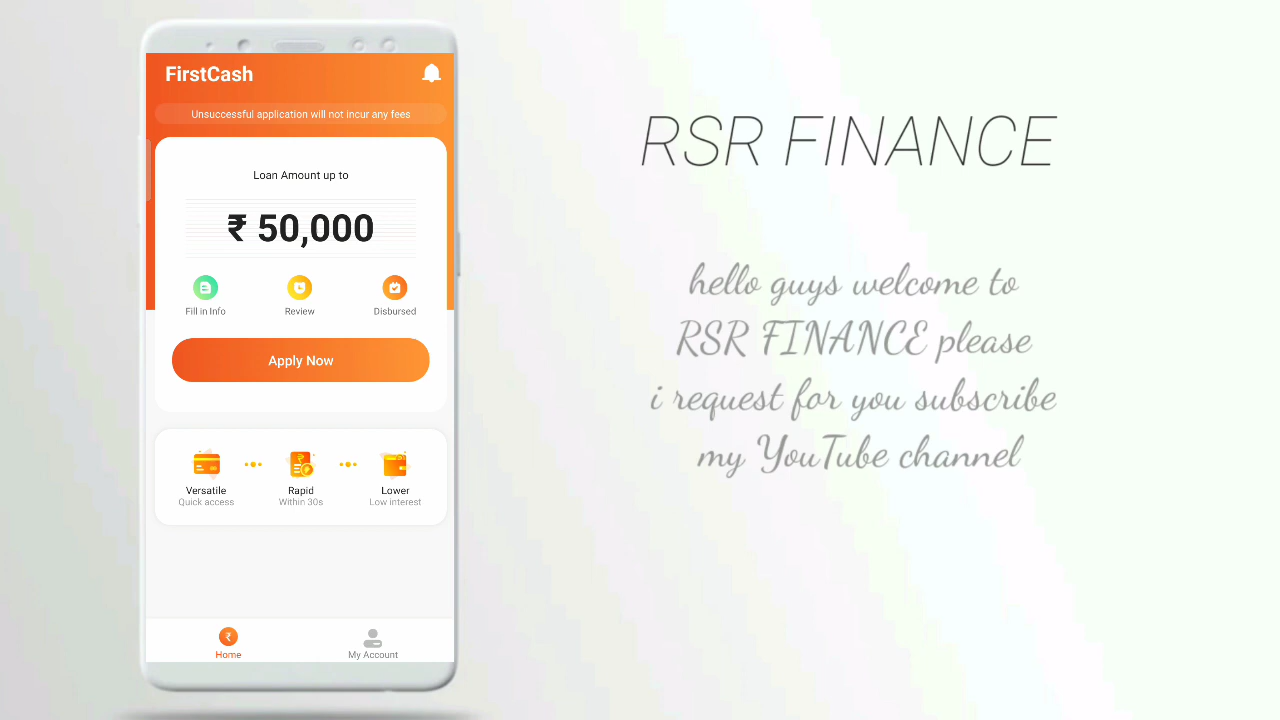 FirstCash
Unsuccessful application will not incur any fees
Loan Amount up to
₹ 50,000
Fill in Info
Review
Disbursed
Apply Now
Versatile
Quick access
Rapid
Within 30s
Lower
Low interest
Home
My Account
RSR FINANCE
hello guys welcome to
RSR FINANCE please
i request for you subscribe
my YouTube channel